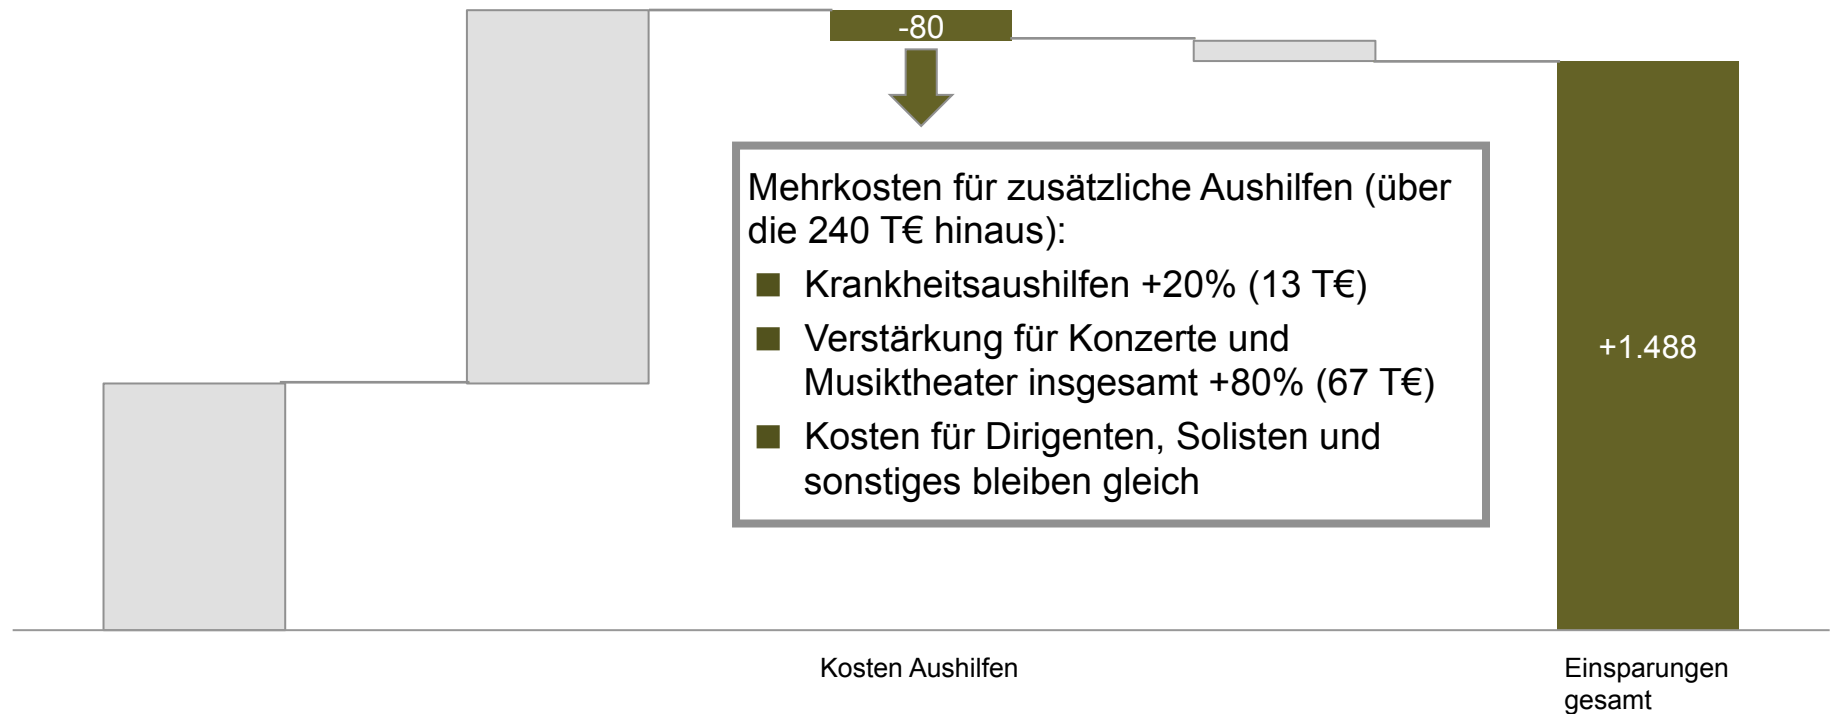 -80
Mehrkosten für zusätzliche Aushilfen (über
die 240 T€ hinaus):
Krankheitsaushilfen +20% (13 T€)
Verstärkung für Konzerte und
Musiktheater insgesamt +80% (67 T€)
Kosten für Dirigenten, Solisten und
sonstiges bleiben gleich
+1.488
Kosten Aushilfen
Einsparungen
gesamt